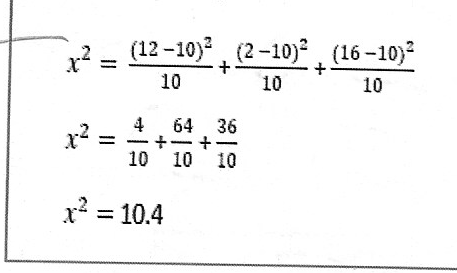 x² = (12 – 10)²/10 + (2 – 10)²/10 + (16 – 10)²/10
x² = 4/10 + 64/10 + 36/10
x² = 10.4